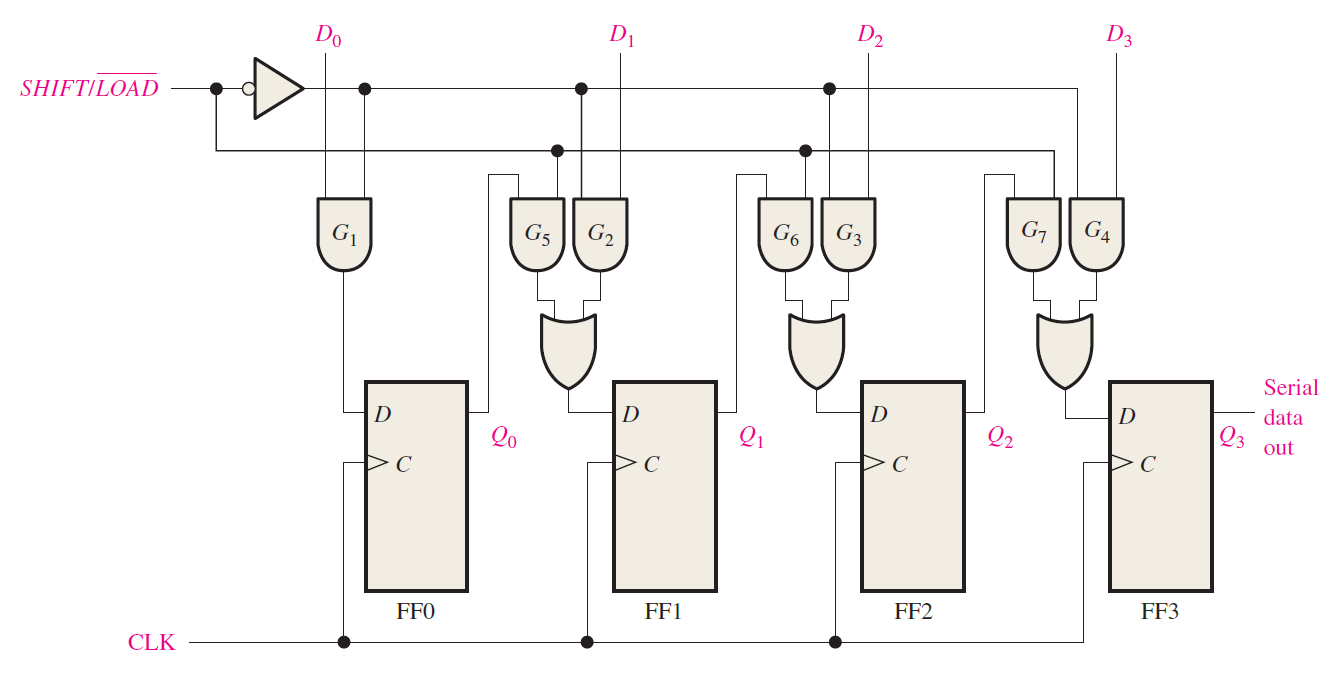 D₀ D₁ D₂ D₃
SHIFT/L̅O̅A̅D̅
G₁ G₅ G₂ G₆ G₃ G₇ G₄
D D D D
Serial
data
out
Q₀ Q₁ Q₂ Q₃
C C C C
FF0 FF1 FF2 FF3
CLK